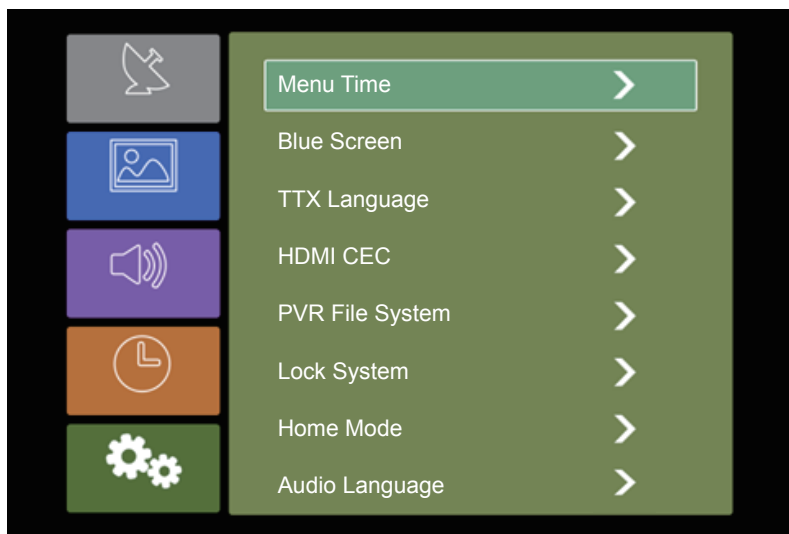 Menu Time
Blue Screen
TTX Language
HDMI CEC
PVR File System
Lock System
Home Mode
Audio Language